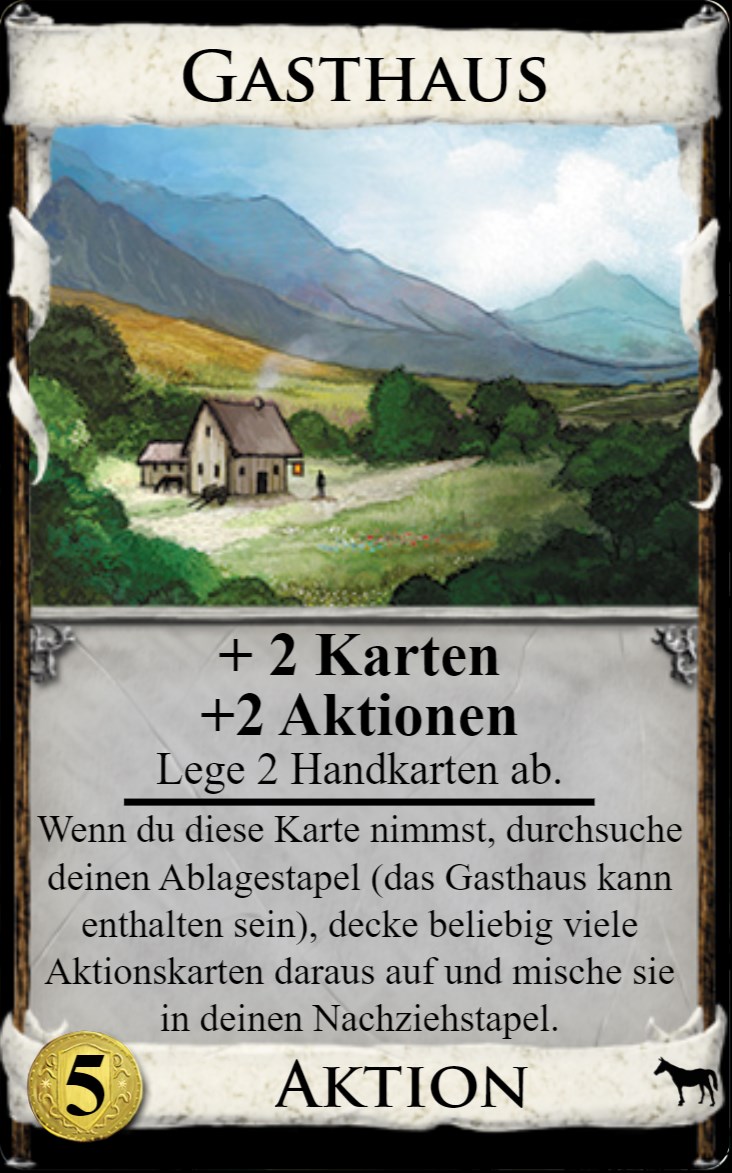 GASTHAUS
+ 2 Karten
+2 Aktionen
Lege 2 Handkarten ab.
Wenn du diese Karte nimmst, durchsuche
deinen Ablagestapel (das Gasthaus kann
enthalten sein), decke beliebig viele
Aktionskarten daraus auf und mische sie
in deinen Nachziehstapel.
5
AKTION